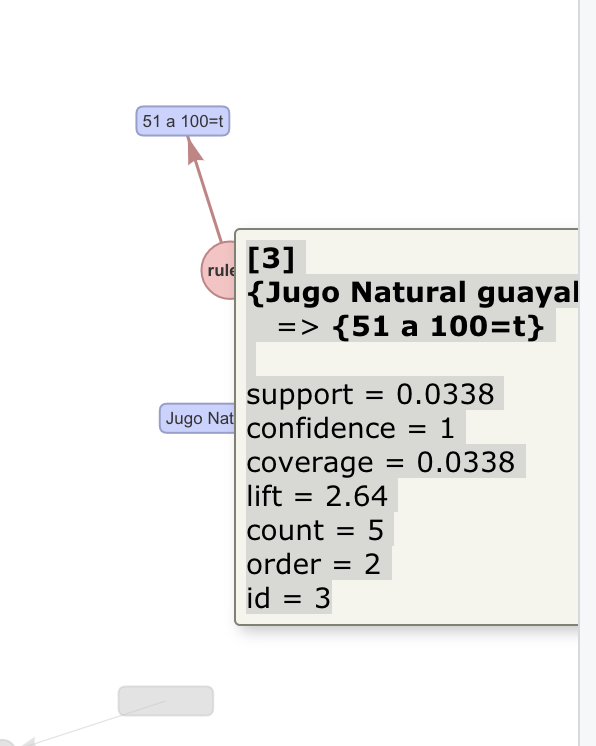 51 a 100=t
rule
[3]
{Jugo Natural guayab
=> {51 a 100=t}
support = 0.0338
confidence = 1
coverage = 0.0338
Jugo Nat
lift = 2.64
count = 5
order = 2
id = 3